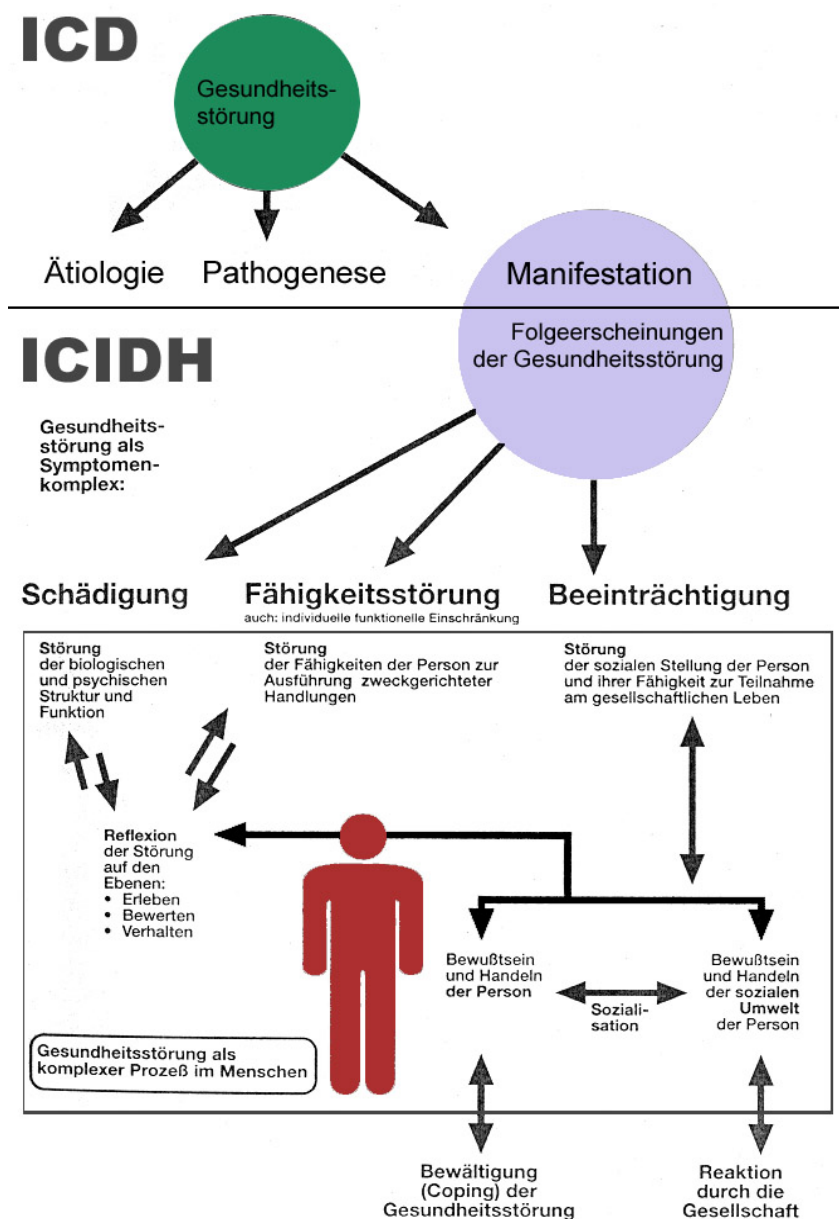 ICD
Gesundheits-
störung
Ätiologie
Pathogenese
Manifestation
Folgeerscheinungen
der Gesundheitsstörung
ICIDH
Gesundheits-
störung als
Symptomen-
komplex:
Schädigung
Fähigkeitsstörung
auch: individuelle funktionelle Einschränkung
Beeinträchtigung
Störung
der biologischen
und psychischen
Struktur und
Funktion
Störung
der Fähigkeiten der Person zur
Ausführung zweckgerichteter
Handlungen
Störung
der sozialen Stellung der Person
und ihrer Fähigkeit zur Teilnahme
am gesellschaftlichen Leben
Reflexion
der Störung
auf den
Ebenen:
• Erleben
• Bewerten
• Verhalten
Bewußtsein
und Handeln
der Person
Soziali-
sation
Bewußtsein
und Handeln
der sozialen
Umwelt
der Person
Gesundheitsstörung als
komplexer Prozeß im Menschen
Bewältigung
(Coping) der
Gesundheitsstörung
Reaktion
durch die
Gesellschaft